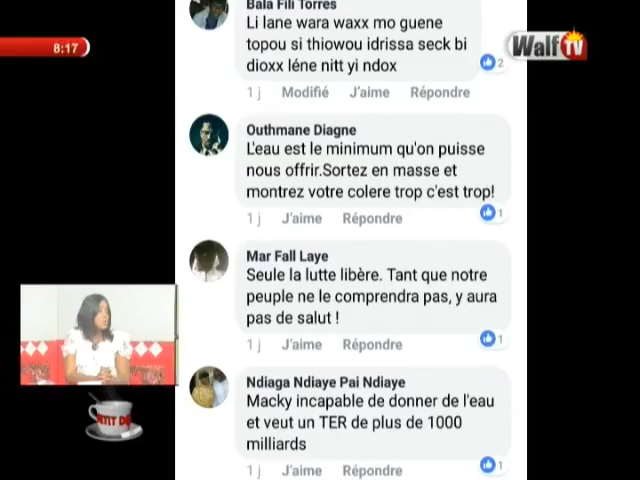 8:17
Walf TV
Bala Fili Torres
Li lane wara waxx mo guene
topou si thiowou idrissa seck bi
dioxx léne nitt yi ndox
2
1 j Modifié J'aime Répondre
Outhmane Diagne
L'eau est le minimum qu'on puisse
nous offrir.Sortez en masse et
montrez votre colere trop c'est trop!
1
1 j J'aime Répondre
Mar Fall Laye
Seule la lutte libère. Tant que notre
peuple ne le comprendra pas, y aura
pas de salut !
1
1 j J'aime Répondre
Ndiaga Ndiaye Pai Ndiaye
Macky incapable de donner de l'eau
et veut un TER de plus de 1000
milliards
1
1 j J'aime Répondre